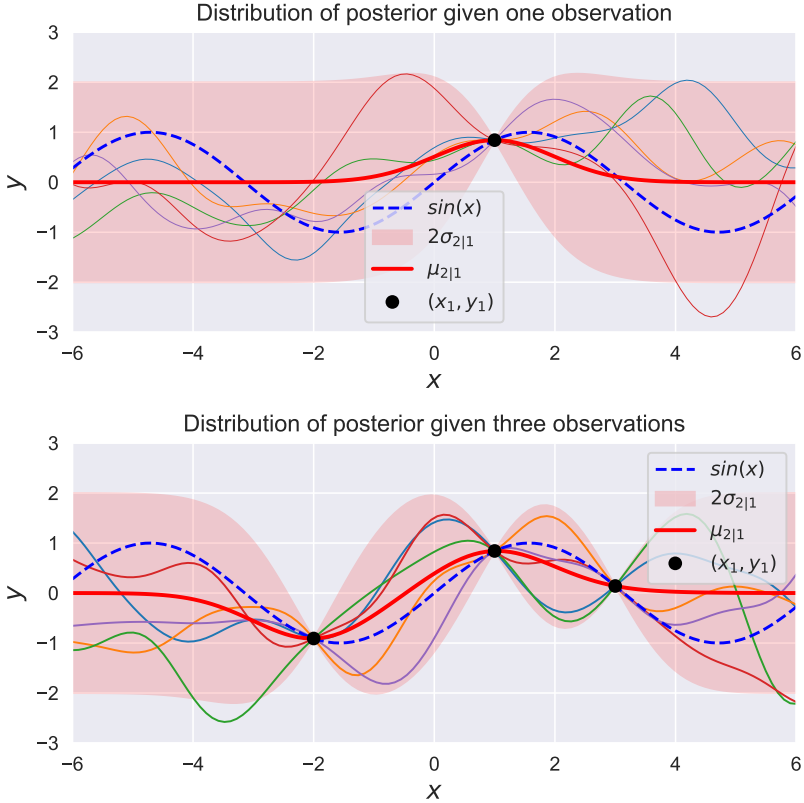 Distribution of posterior given one observation
3
2
1
0
−1
−2
−3
y
sin(x)
2σ2|1
μ2|1
(x1, y1)
−6 −4 −2 0 2 4 6
x
Distribution of posterior given three observations
3
2
1
0
−1
−2
−3
y
sin(x)
2σ2|1
μ2|1
(x1, y1)
−6 −4 −2 0 2 4 6
x